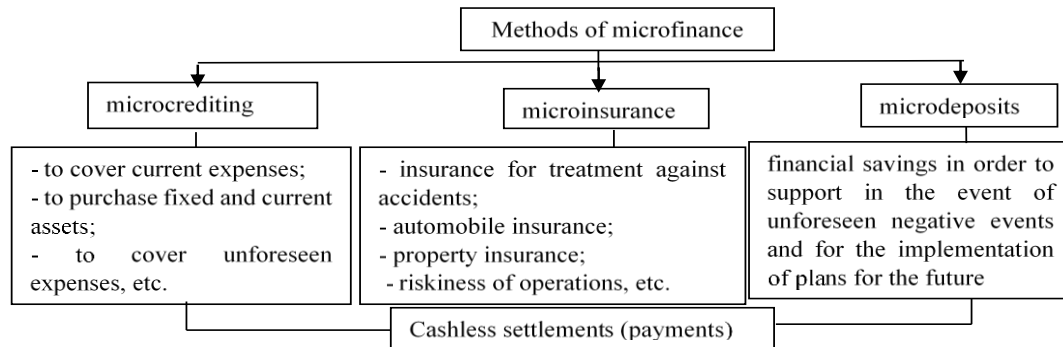 Methods of microfinance
microcrediting
microinsurance
microdeposits
- to cover current expenses;
- to purchase fixed and current
assets;
- to cover unforeseen
expenses, etc.
- insurance for treatment against
accidents;
- automobile insurance;
- property insurance;
- riskiness of operations, etc.
financial savings in order to
support in the event of
unforeseen negative events
and for the implementation
of plans for the future
Cashless settlements (payments)